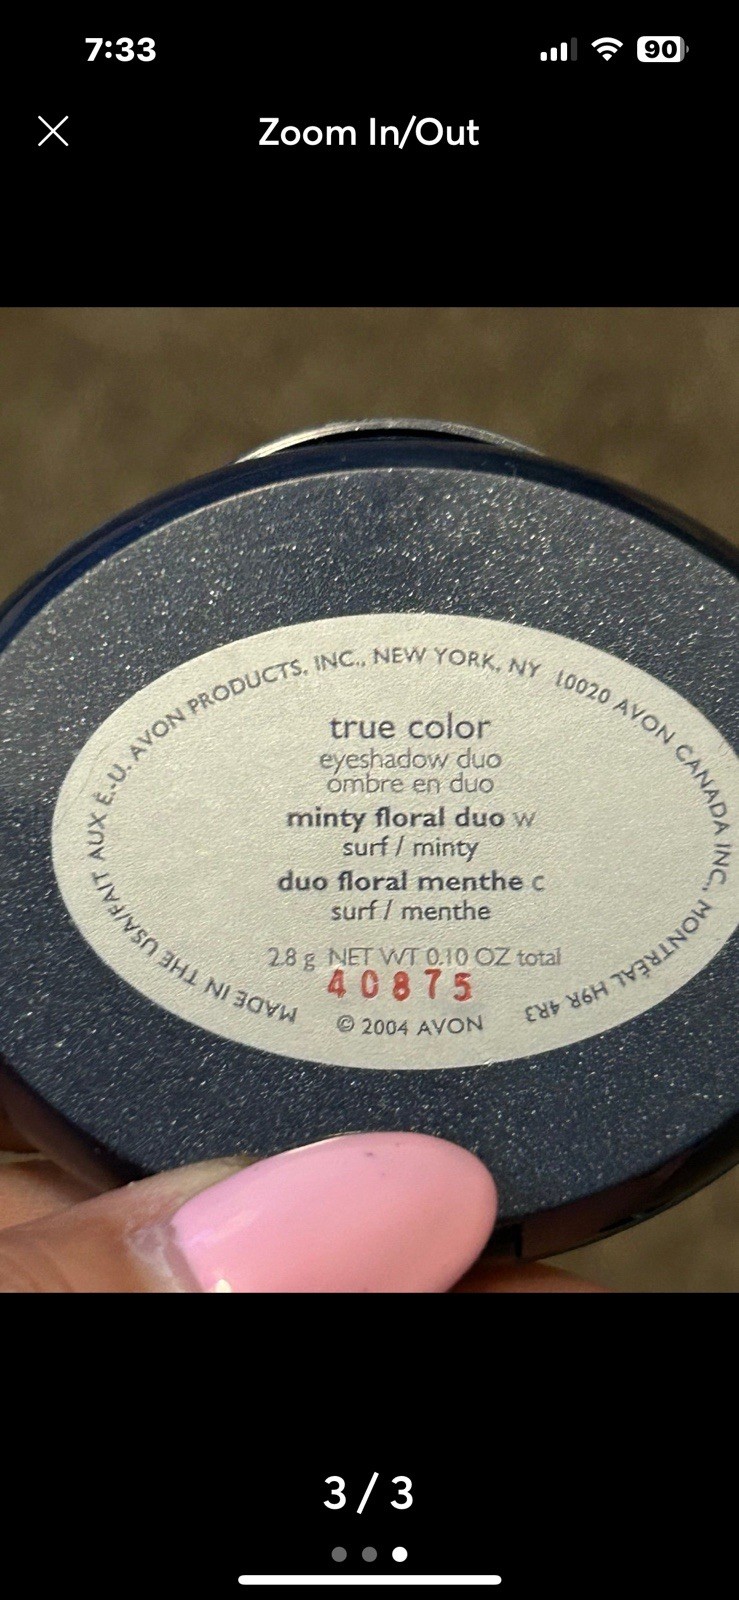 7:33
90
Zoom In/Out
MADE IN THE USA/FAIT AUX É.-U. AVON PRODUCTS, INC., NEW YORK, NY 10020 AVON CANADA INC., MONTRÉAL H9R 4R3
true color
eyeshadow duo
ombre en duo
minty floral duo w
surf / minty
duo floral menthe c
surf / menthe
2.8 g NET WT 0.10 OZ total
40875
© 2004 AVON
3 / 3